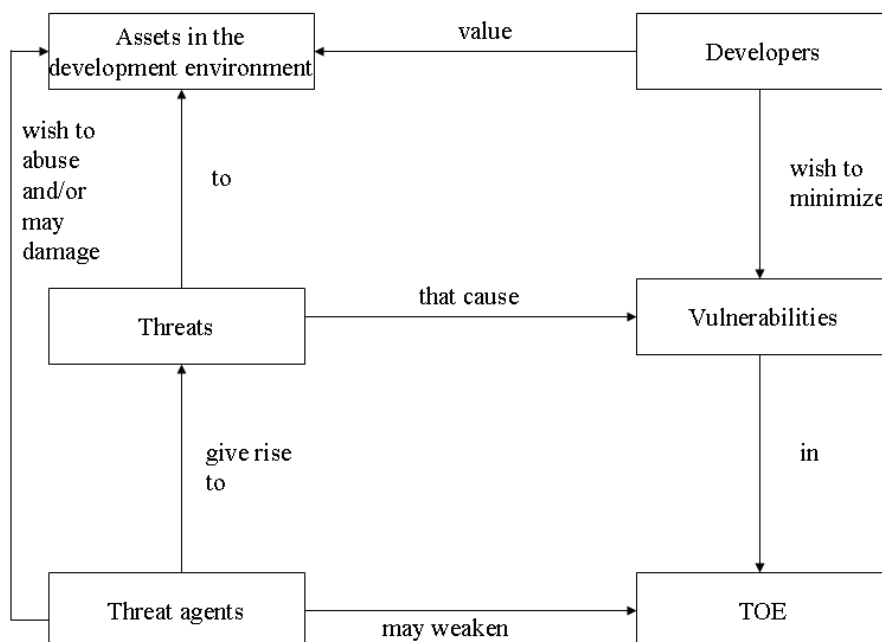 Assets in the
development environment
value
Developers
wish to
abuse
and/or
may
damage
to
wish to
minimize
Threats
that cause
Vulnerabilities
give rise
to
in
Threat agents
may weaken
TOE